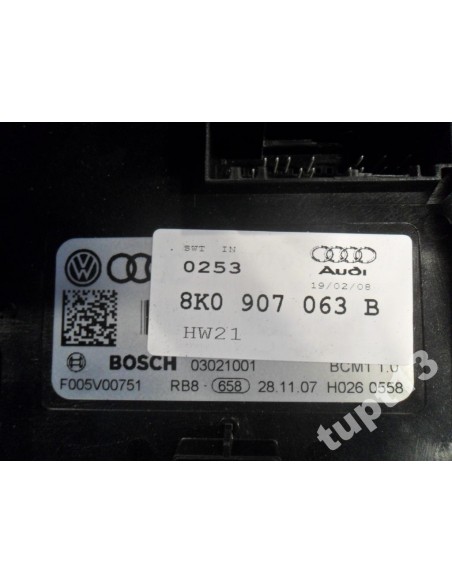 SWT IN
0253
Audi
19/02/08
8K0 907 063 B
HW21
BOSCH 03021001 BCM1 1.0
F005V00751 RB8- 658 28.11.07 H026 0558